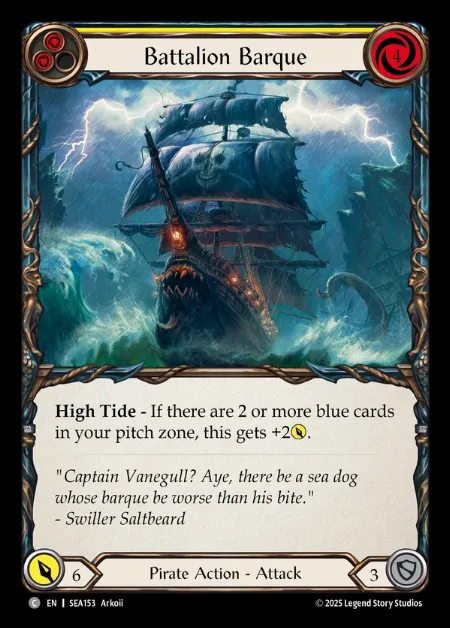 Battalion Barque
4
High Tide - If there are 2 or more blue cards
in your pitch zone, this gets +2.
"Captain Vanegull? Aye, there be a sea dog
whose barque be worse than his bite."
- Swiller Saltbeard
6
Pirate Action - Attack
3
C EN | SEA153 Arkoii
© 2025 Legend Story Studios